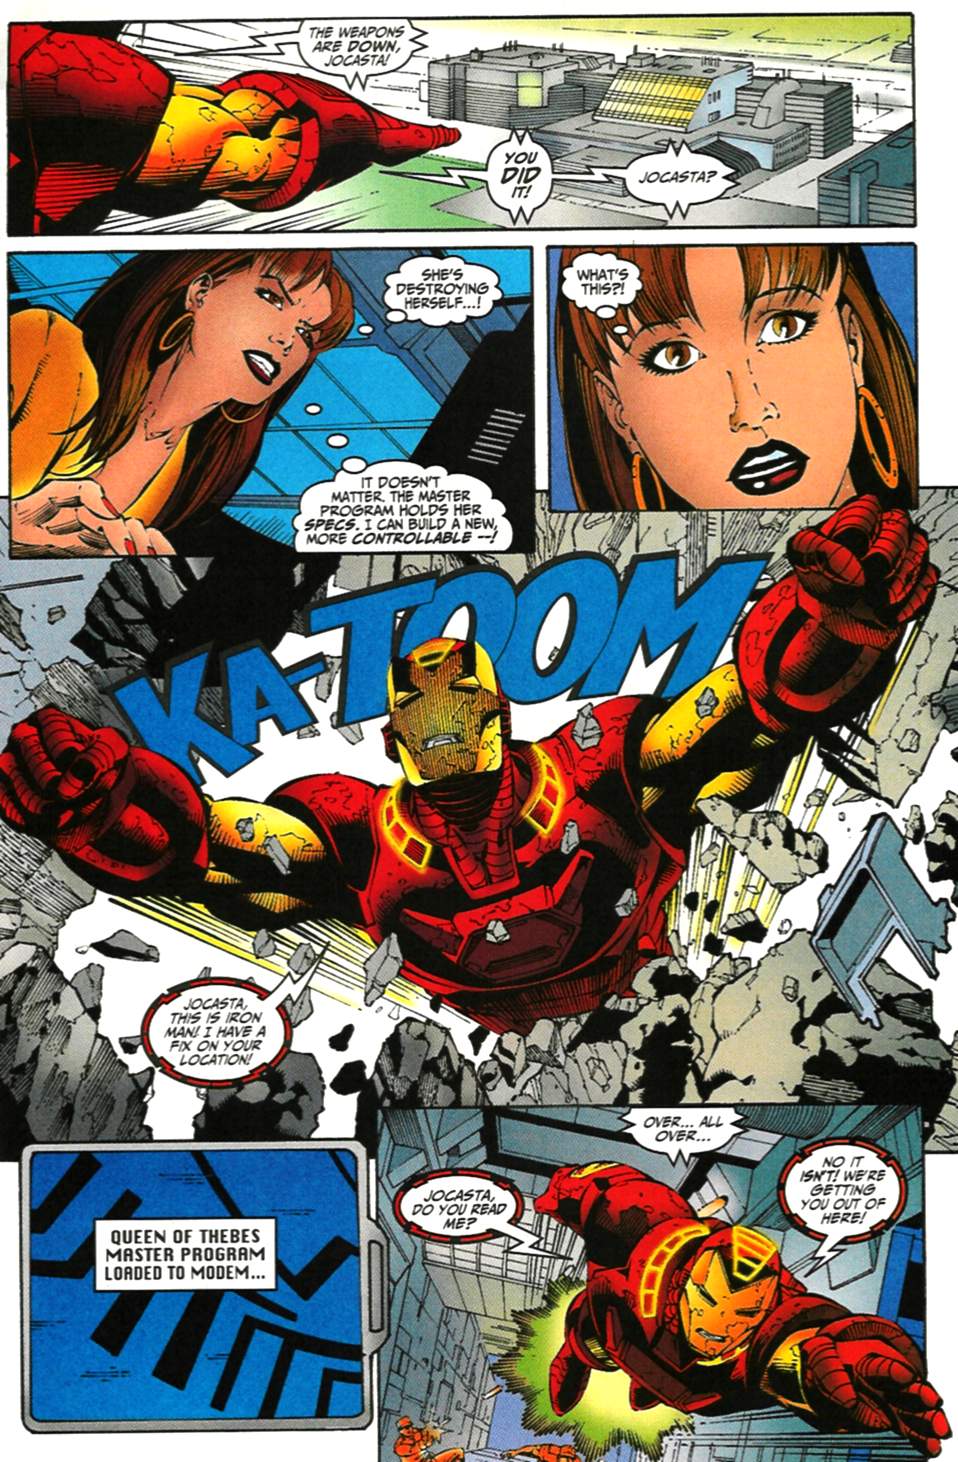 THE WEAPONS
ARE DOWN,
JOCASTA!
YOU
DID
IT!
JOCASTA?
SHE'S
DESTROYING
HERSELF...!
IT DOESN'T
MATTER. THE MASTER
PROGRAM HOLDS HER
SPECS. I CAN BUILD A NEW,
MORE CONTROLLABLE --!
WHAT'S
THIS?!
KA-TOOM
JOCASTA,
THIS IS IRON
MAN! I HAVE A
FIX ON YOUR
LOCATION!
QUEEN OF THEBES
MASTER PROGRAM
LOADED TO MODEM...
JOCASTA,
DO YOU READ
ME?
OVER... ALL
OVER...
NO IT
ISN'T! WE'RE
GETTING
YOU OUT OF
HERE!